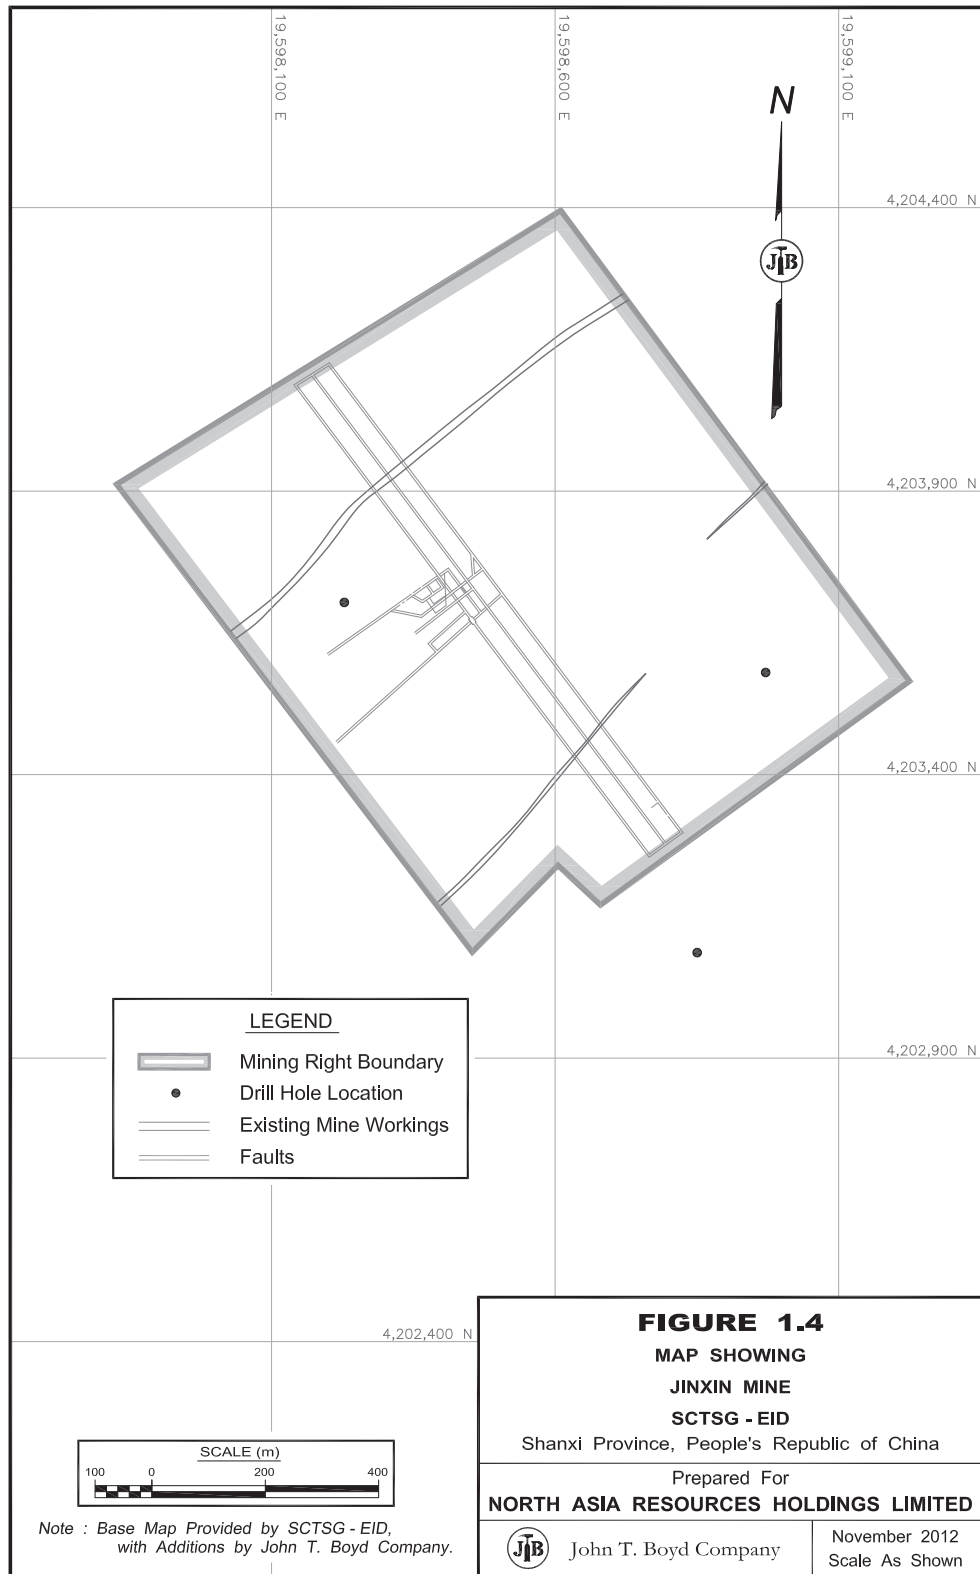 19,598,100 E
19,598,600 E
19,599,100 E
N
4,204,400 N
JTB
4,203,900 N
4,203,400 N
4,202,900 N
LEGEND
Mining Right Boundary
Drill Hole Location
Existing Mine Workings
Faults
4,202,400 N
FIGURE 1.4
MAP SHOWING
JINXIN MINE
SCTSG - EID
Shanxi Province, People's Republic of China
Prepared For
NORTH ASIA RESOURCES HOLDINGS LIMITED
JTB John T. Boyd Company
November 2012
Scale As Shown
SCALE (m)
100 0 200 400
Note : Base Map Provided by SCTSG - EID,
with Additions by John T. Boyd Company.